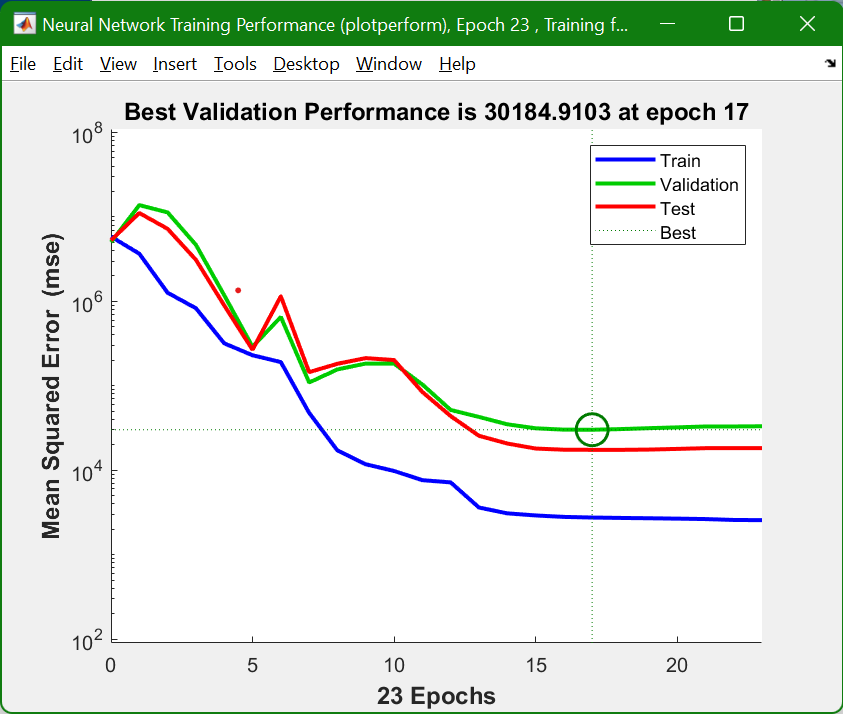 Neural Network Training Performance (plotperform), Epoch 23 , Training f...
File Edit View Insert Tools Desktop Window Help
Best Validation Performance is 30184.9103 at epoch 17
Mean Squared Error (mse)
10^8
10^6
10^4
10^2
Train
Validation
Test
Best
0 5 10 15 20
23 Epochs